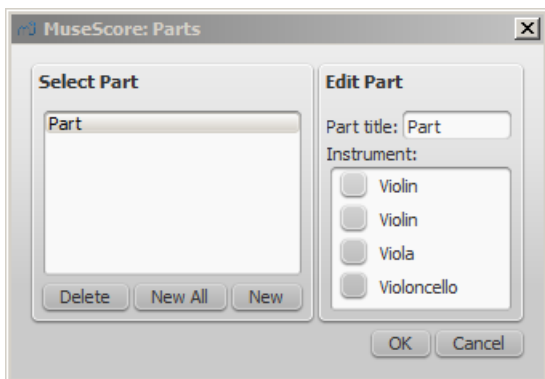 MuseScore: Parts
Select Part
Part
Delete
New All
New
Edit Part
Part title: Part
Instrument:
Violin
Violin
Viola
Violoncello
OK
Cancel